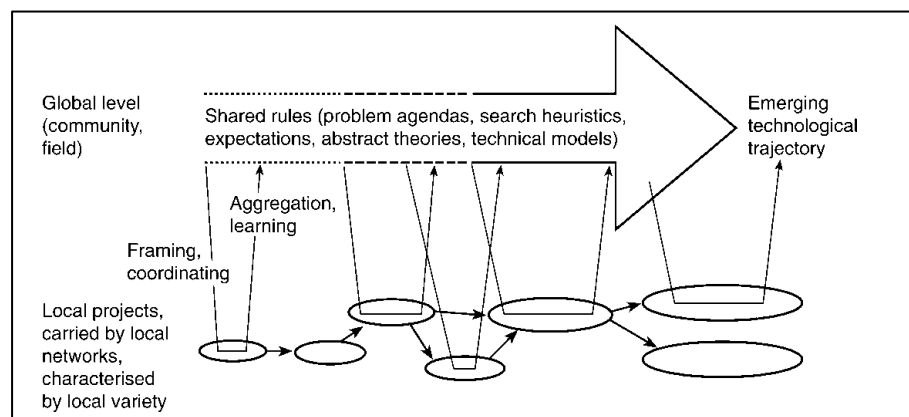 Global level
(community,
field)
Shared rules (problem agendas, search heuristics,
expectations, abstract theories, technical models)
Emerging
technological
trajectory
Aggregation,
learning
Framing,
coordinating
Local projects,
carried by local
networks,
characterised
by local variety